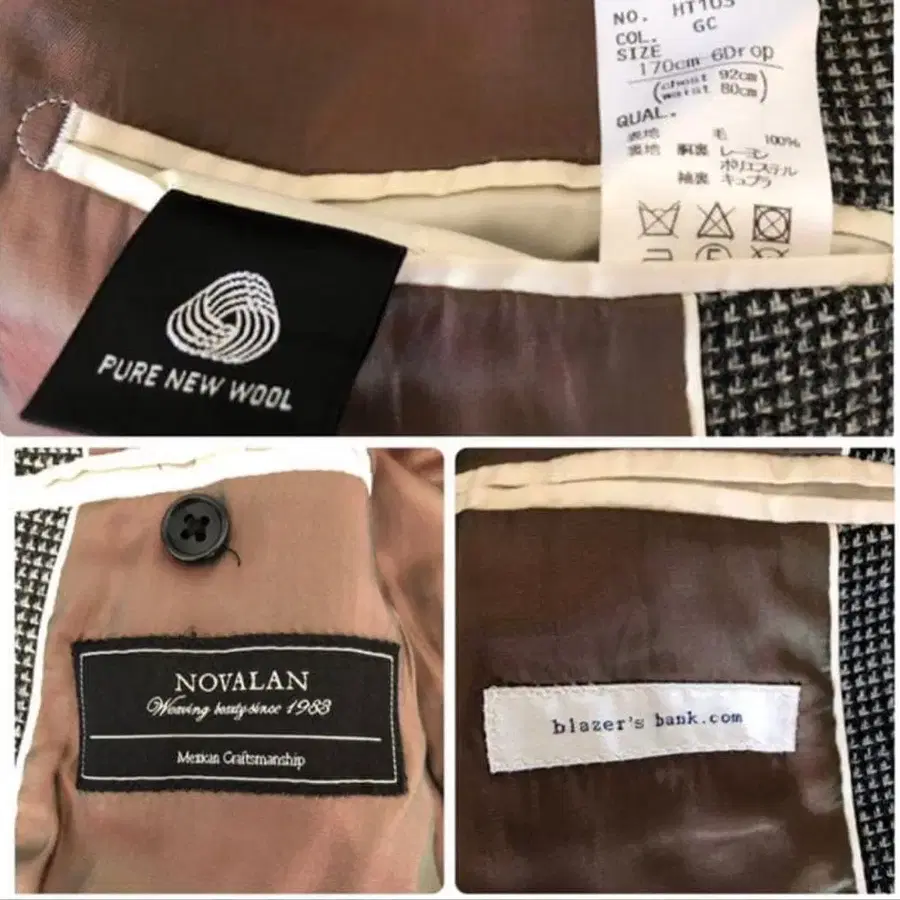 NO. HT103
COL. GC
SIZE
170cm 6Drop
(chest 92cm
waist 80cm)
QUAL.
表地 毛 100%
裏地 胴裏 レーヨン
ポリエステル
袖裏 キュプラ
PURE NEW WOOL
NOVALAN
Weaving beauty since 1983
Mexican Craftsmanship
blazer's bank.com